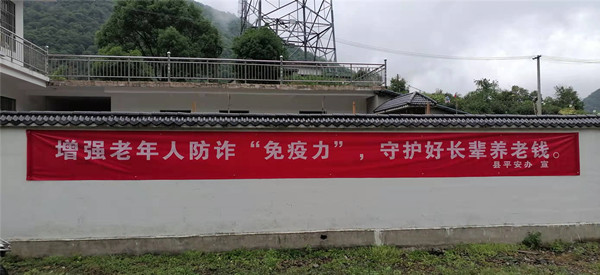 增强老年人防诈“免疫力”，守护好长辈养老钱。
县平安办 宣